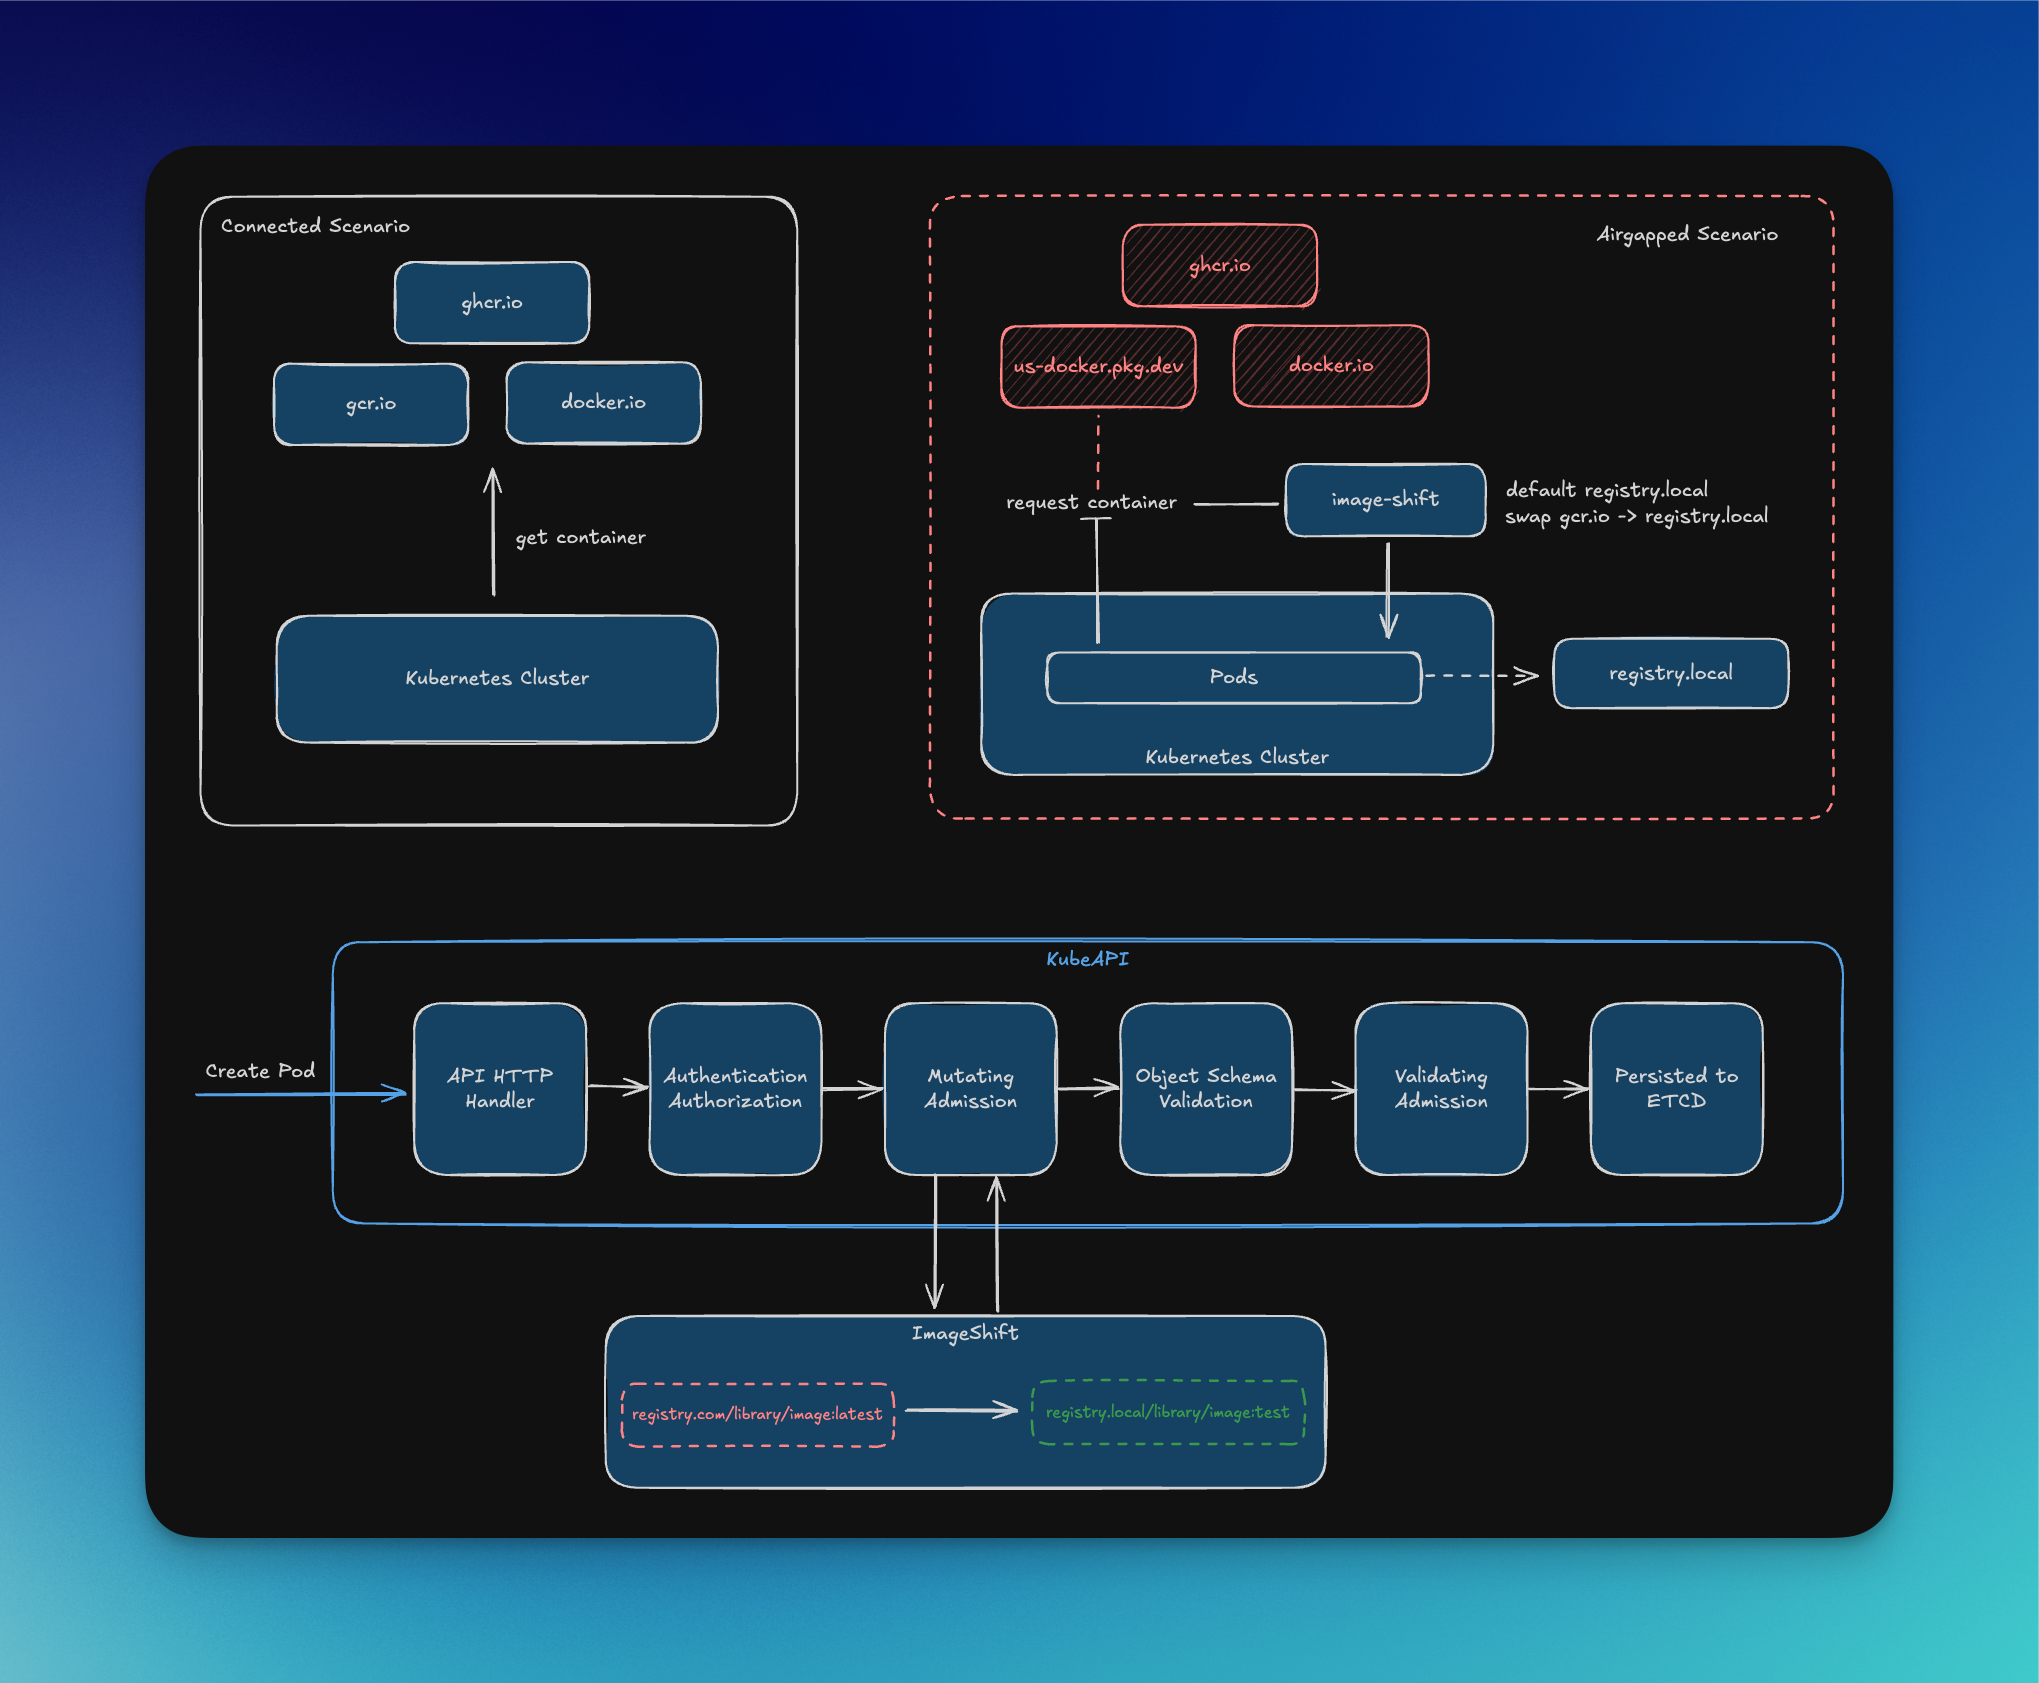 Connected Scenario
ghcr.io
gcr.io
docker.io
get container
Kubernetes Cluster
Airgapped Scenario
ghcr.io
us-docker.pkg.dev
docker.io
request container
image-shift
default registry.local
swap gcr.io -> registry.local
Pods
registry.local
Kubernetes Cluster
KubeAPI
Create Pod
API HTTP
Handler
Authentication
Authorization
Mutating
Admission
Object Schema
Validation
Validating
Admission
Persisted to
ETCD
ImageShift
registry.com/library/image:latest
registry.local/library/image:test